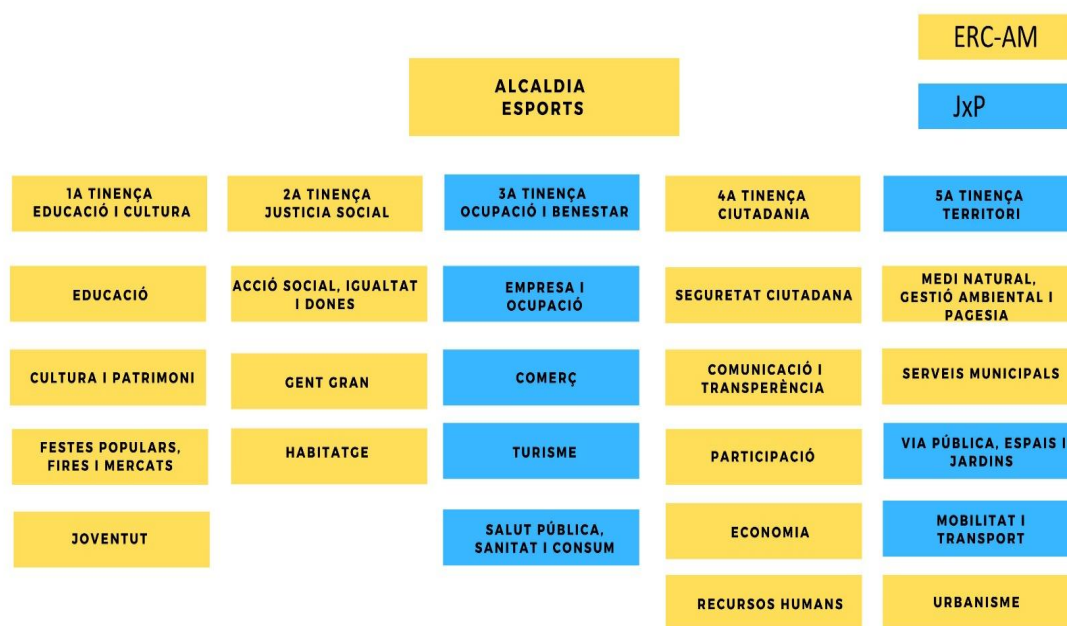 ERC-AM
JxP
ALCALDIA
ESPORTS
1A TINENÇA
EDUCACIÓ I CULTURA
EDUCACIÓ
CULTURA I PATRIMONI
FESTES POPULARS,
FIRES I MERCATS
JOVENTUT
2A TINENÇA
JUSTICIA SOCIAL
ACCIÓ SOCIAL, IGUALTAT
I DONES
GENT GRAN
HABITATGE
3A TINENÇA
OCUPACIÓ I BENESTAR
EMPRESA I
OCUPACIÓ
COMERÇ
TURISME
SALUT PÚBLICA,
SANITAT I CONSUM
4A TINENÇA
CIUTADANIA
SEGURETAT CIUTADANA
COMUNICACIÓ I
TRANSPERÈNCIA
PARTICIPACIÓ
ECONOMIA
RECURSOS HUMANS
5A TINENÇA
TERRITORI
MEDI NATURAL,
GESTIÓ AMBIENTAL I
PAGESIA
SERVEIS MUNICIPALS
VIA PÚBLICA, ESPAIS I
JARDINS
MOBILITAT I
TRANSPORT
URBANISME